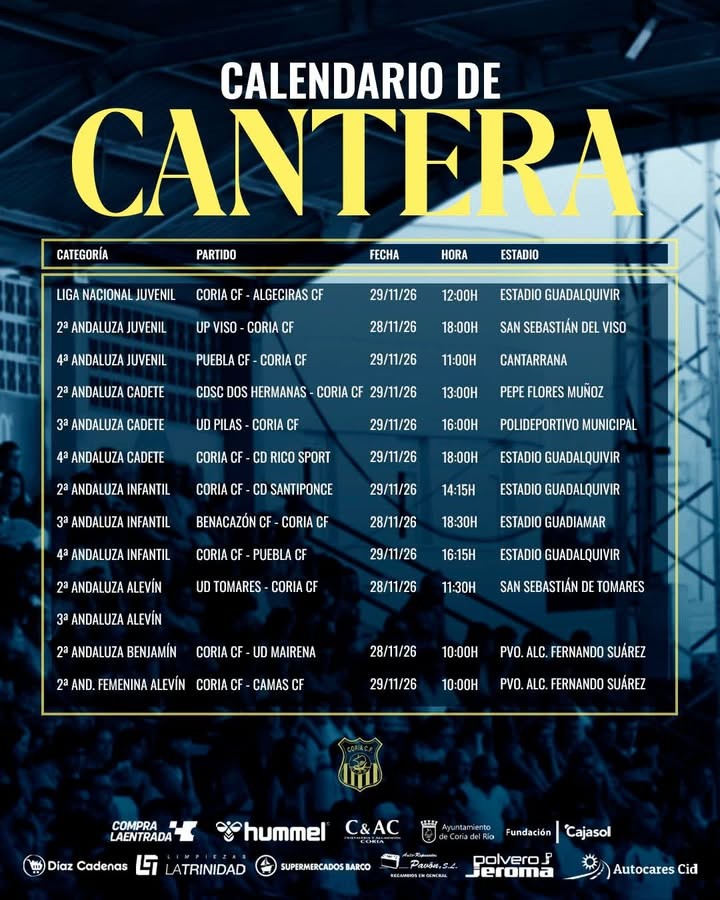 CALENDARIO DE
CANTERA
CATEGORÍA PARTIDO FECHA HORA ESTADIO
LIGA NACIONAL JUVENIL CORIA CF - ALGECIRAS CF 29/11/26 12:00H ESTADIO GUADALQUIVIR
2ª ANDALUZA JUVENIL UP VISO - CORIA CF 28/11/26 18:00H SAN SEBASTIÁN DEL VISO
4ª ANDALUZA JUVENIL PUEBLA CF - CORIA CF 29/11/26 11:00H CANTARRANA
2ª ANDALUZA CADETE CDSC DOS HERMANAS - CORIA CF 29/11/26 13:00H PEPE FLORES MUÑOZ
3ª ANDALUZA CADETE UD PILAS - CORIA CF 29/11/26 16:00H POLIDEPORTIVO MUNICIPAL
4ª ANDALUZA CADETE CORIA CF - CD RICO SPORT 29/11/26 18:00H ESTADIO GUADALQUIVIR
2ª ANDALUZA INFANTIL CORIA CF - CD SANTIPONCE 29/11/26 14:15H ESTADIO GUADALQUIVIR
3ª ANDALUZA INFANTIL BENACAZÓN CF - CORIA CF 28/11/26 18:30H ESTADIO GUADIAMAR
4ª ANDALUZA INFANTIL CORIA CF - PUEBLA CF 29/11/26 16:15H ESTADIO GUADALQUIVIR
2ª ANDALUZA ALEVÍN UD TOMARES - CORIA CF 28/11/26 11:30H SAN SEBASTIÁN DE TOMARES
3ª ANDALUZA ALEVÍN
2ª ANDALUZA BENJAMÍN CORIA CF - UD MAIRENA 28/11/26 10:00H PVO. ALC. FERNANDO SUÁREZ
2ª AND. FEMENINA ALEVÍN CORIA CF - CAMAS CF 29/11/26 10:00H PVO. ALC. FERNANDO SUÁREZ
CORIA C.F.
COMPRA LAENTRADA hummel C & AC CORIA Ayuntamiento de Coria del Río Fundación Cajasol
Díaz Cadenas LIMPIEZAS LATRINIDAD SUPERMERCADOS BARCO Auto-Repuestos Pavón, S.L. RECAMBIOS EN GENERAL polvero Jeroma Autocares Cid